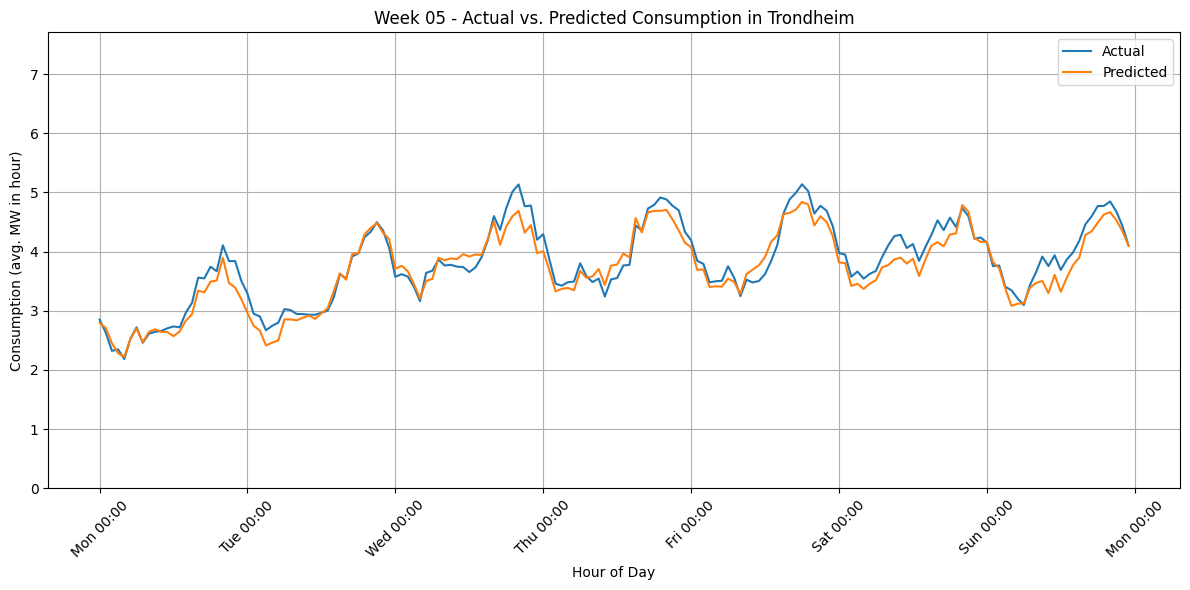 Week 05 - Actual vs. Predicted Consumption in Trondheim
Actual
Predicted
Consumption (avg. MW in hour)
7
6
5
4
3
2
1
0
Mon 00:00
Tue 00:00
Wed 00:00
Thu 00:00
Fri 00:00
Sat 00:00
Sun 00:00
Mon 00:00
Hour of Day